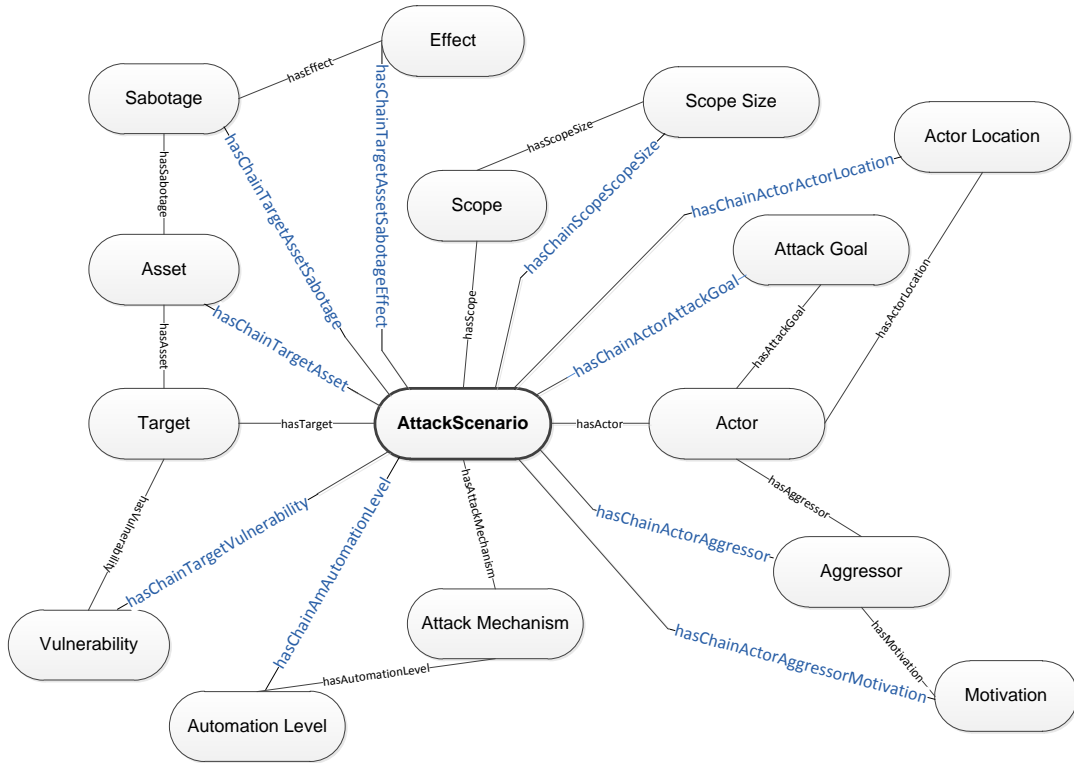 Effect
hasEffect
Sabotage
Scope Size
hasScopeSize
Actor Location
hasChainTargetAssetSabotageEffect
hasChainTargetAssetSabotage
hasSabotage
hasChainScopeScopeSize
hasChainActorActorLocation
Scope
Attack Goal
Asset
hasChainActorAttackGoal
hasActorLocation
hasScope
hasChainTargetAsset
hasAsset
hasAttackGoal
Target
hasTarget
AttackScenario
hasActor
Actor
hasVulnerability
hasChainTargetVulnerability
hasChainAmAutomationLevel
hasAttackMechanism
hasAggressor
hasChainActorAggressor
Aggressor
Attack Mechanism
Vulnerability
hasChainActorAggressorMotivation
hasMotivation
hasAutomationLevel
Motivation
Automation Level